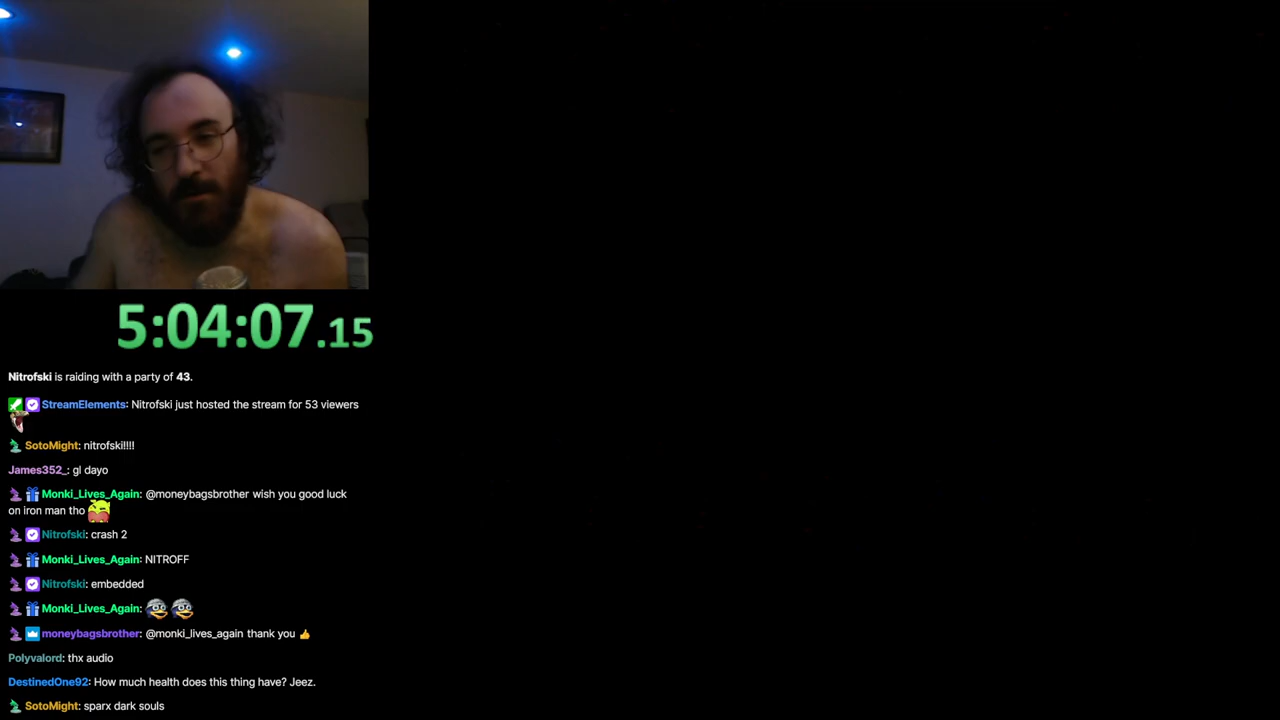 5:04:07.15
Nitrofski is raiding with a party of 43.
StreamElements: Nitrofski just hosted the stream for 53 viewers
SotoMight: nitrofski!!!!
James352_: gl dayo
Monki_Lives_Again: @moneybagsbrother wish you good luck
on iron man tho
Nitrofski: crash 2
Monki_Lives_Again: NITROFF
Nitrofski: embedded
Monki_Lives_Again:
moneybagsbrother: @monki_lives_again thank you 👍
Polyvalord: thx audio
DestinedOne92: How much health does this thing have? Jeez.
SotoMight: sparx dark souls